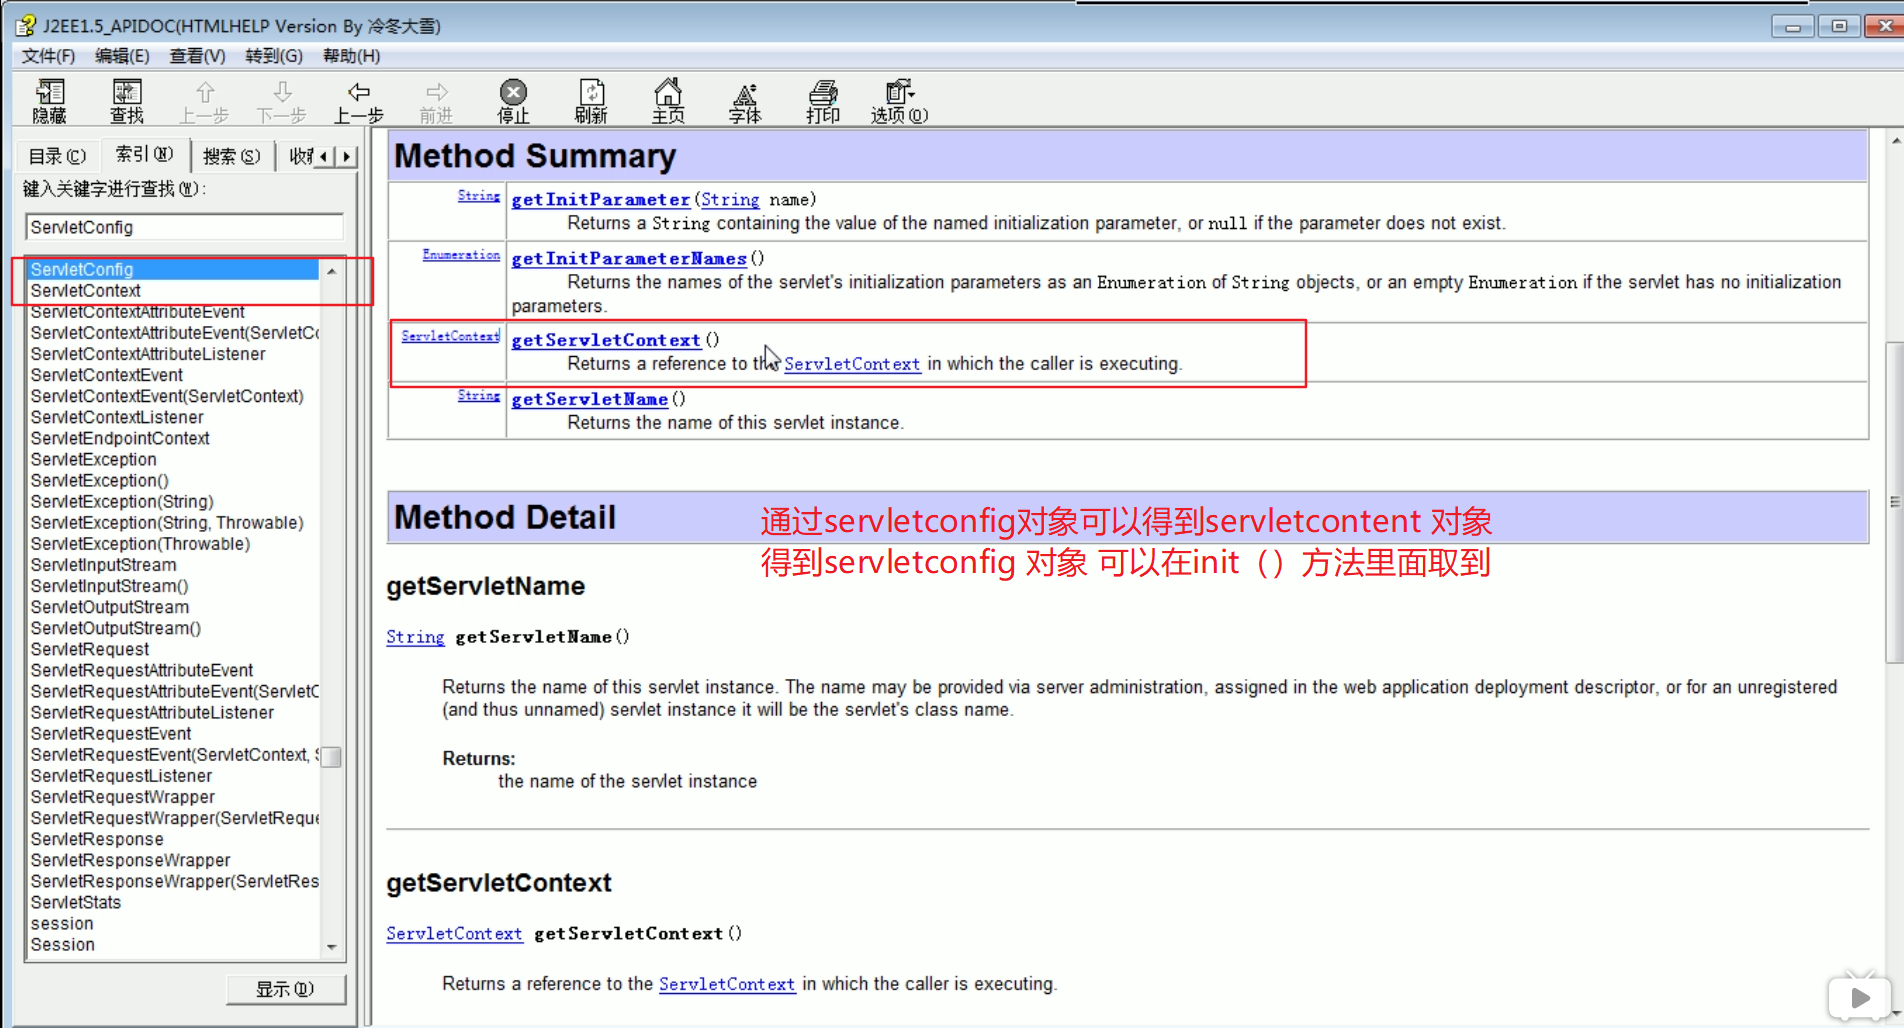 J2EE1.5_APIDOC(HTMLHELP Version By 冷冬大雪)
文件(F) 编辑(E) 查看(V) 转到(G) 帮助(H)
隐藏 查找 上一步 下一步 上一步 前进 停止 刷新 主页 字体 打印 选项(O)
目录(C) 索引(N) 搜索(S)
键入关键字进行查找(W):
ServletConfig
ServletConfig
ServletContext
ServletContextAttributeEvent
ServletContextAttributeEvent(ServletCo
ServletContextAttributeListener
ServletContextEvent
ServletContextEvent(ServletContext)
ServletContextListener
ServletEndpointContext
ServletException
ServletException()
ServletException(String)
ServletException(String, Throwable)
ServletException(Throwable)
ServletInputStream
ServletInputStream()
ServletOutputStream
ServletOutputStream()
ServletRequest
ServletRequestAttributeEvent
ServletRequestAttributeEvent(ServletC
ServletRequestAttributeListener
ServletRequestEvent
ServletRequestEvent(ServletContext, S
ServletRequestListener
ServletRequestWrapper
ServletRequestWrapper(ServletReque
ServletResponse
ServletResponseWrapper
ServletResponseWrapper(ServletRes
ServletStats
session
Session
显示(D)
Method Summary
String getInitParameter(String name)
Returns a String containing the value of the named initialization parameter, or null if the parameter does not exist.
Enumeration getInitParameterNames()
Returns the names of the servlet's initialization parameters as an Enumeration of String objects, or an empty Enumeration if the servlet has no initialization
parameters.
ServletContext getServletContext()
Returns a reference to the ServletContext in which the caller is executing.
String getServletName()
Returns the name of this servlet instance.
Method Detail
通过servletconfig对象可以得到servletcontent 对象
得到servletconfig 对象 可以在init（）方法里面取到
getServletName
String getServletName()
Returns the name of this servlet instance. The name may be provided via server administration, assigned in the web application deployment descriptor, or for an unregistered
(and thus unnamed) servlet instance it will be the servlet's class name.
Returns:
the name of the servlet instance
getServletContext
ServletContext getServletContext()
Returns a reference to the ServletContext in which the caller is executing.